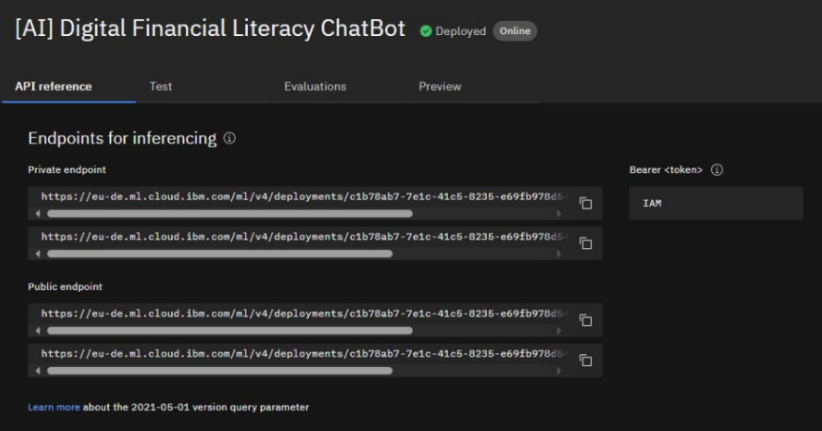 [AI] Digital Financial Literacy ChatBot Deployed Online
API reference Test Evaluations Preview
Endpoints for inferencing
Private endpoint Bearer <token>
https://eu-de.ml.cloud.ibm.com/ml/v4/deployments/c1b78ab7-7e1c-41c5-8235-e69fb978d5 IAM
https://eu-de.ml.cloud.ibm.com/ml/v4/deployments/c1b78ab7-7e1c-41c5-8235-e69fb978d5
Public endpoint
https://eu-de.ml.cloud.ibm.com/ml/v4/deployments/c1b78ab7-7e1c-41c5-8235-e69fb978d5
https://eu-de.ml.cloud.ibm.com/ml/v4/deployments/c1b78ab7-7e1c-41c5-8235-e69fb978d5
Learn more about the 2021-05-01 version query parameter